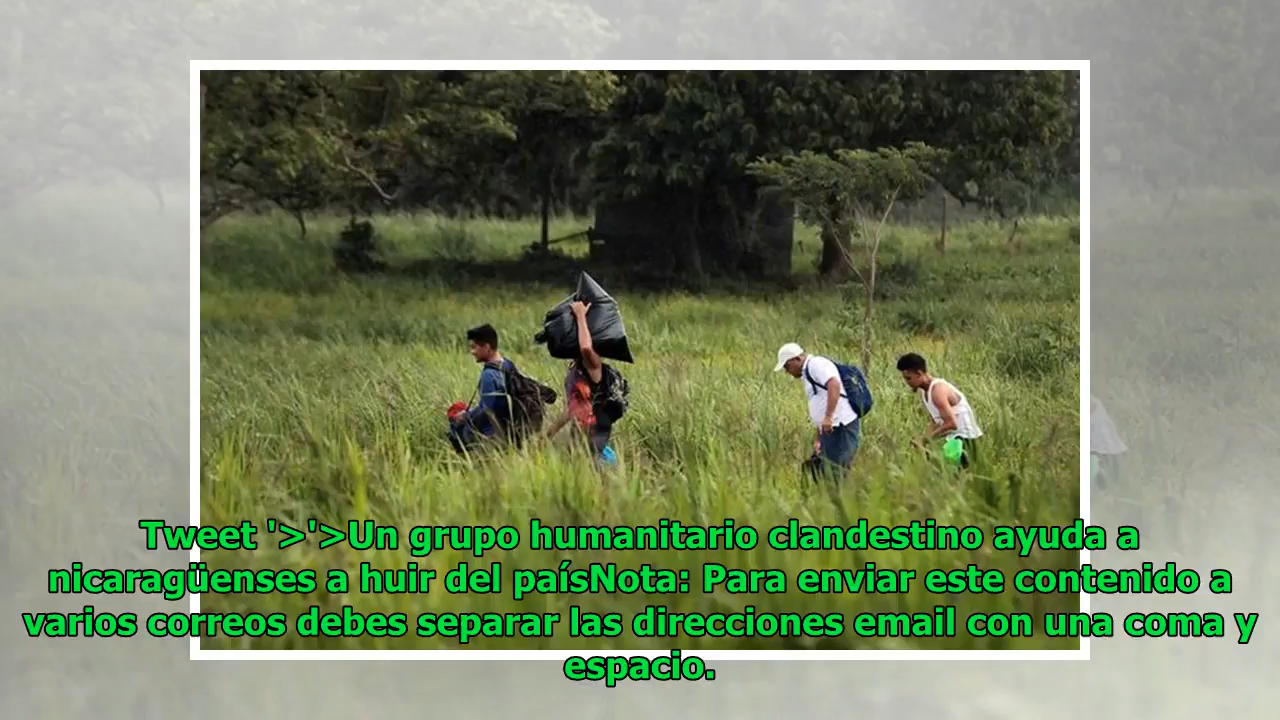 Tweet '>'>Un grupo humanitario clandestino ayuda a
nicaragüenses a huir del paísNota: Para enviar este contenido a
varios correos debes separar las direcciones email con una coma y
espacio.